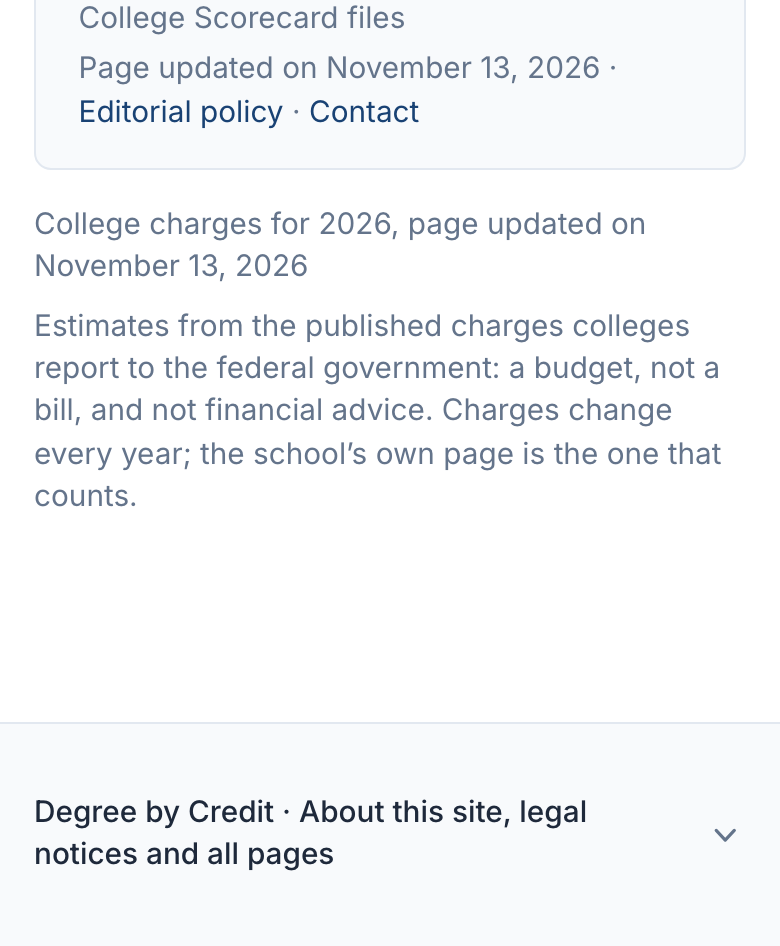 College Scorecard files
Page updated on November 13, 2026 ·
Editorial policy · Contact
College charges for 2026, page updated on
November 13, 2026
Estimates from the published charges colleges
report to the federal government: a budget, not a
bill, and not financial advice. Charges change
every year; the school’s own page is the one that
counts.
Degree by Credit · About this site, legal
notices and all pages